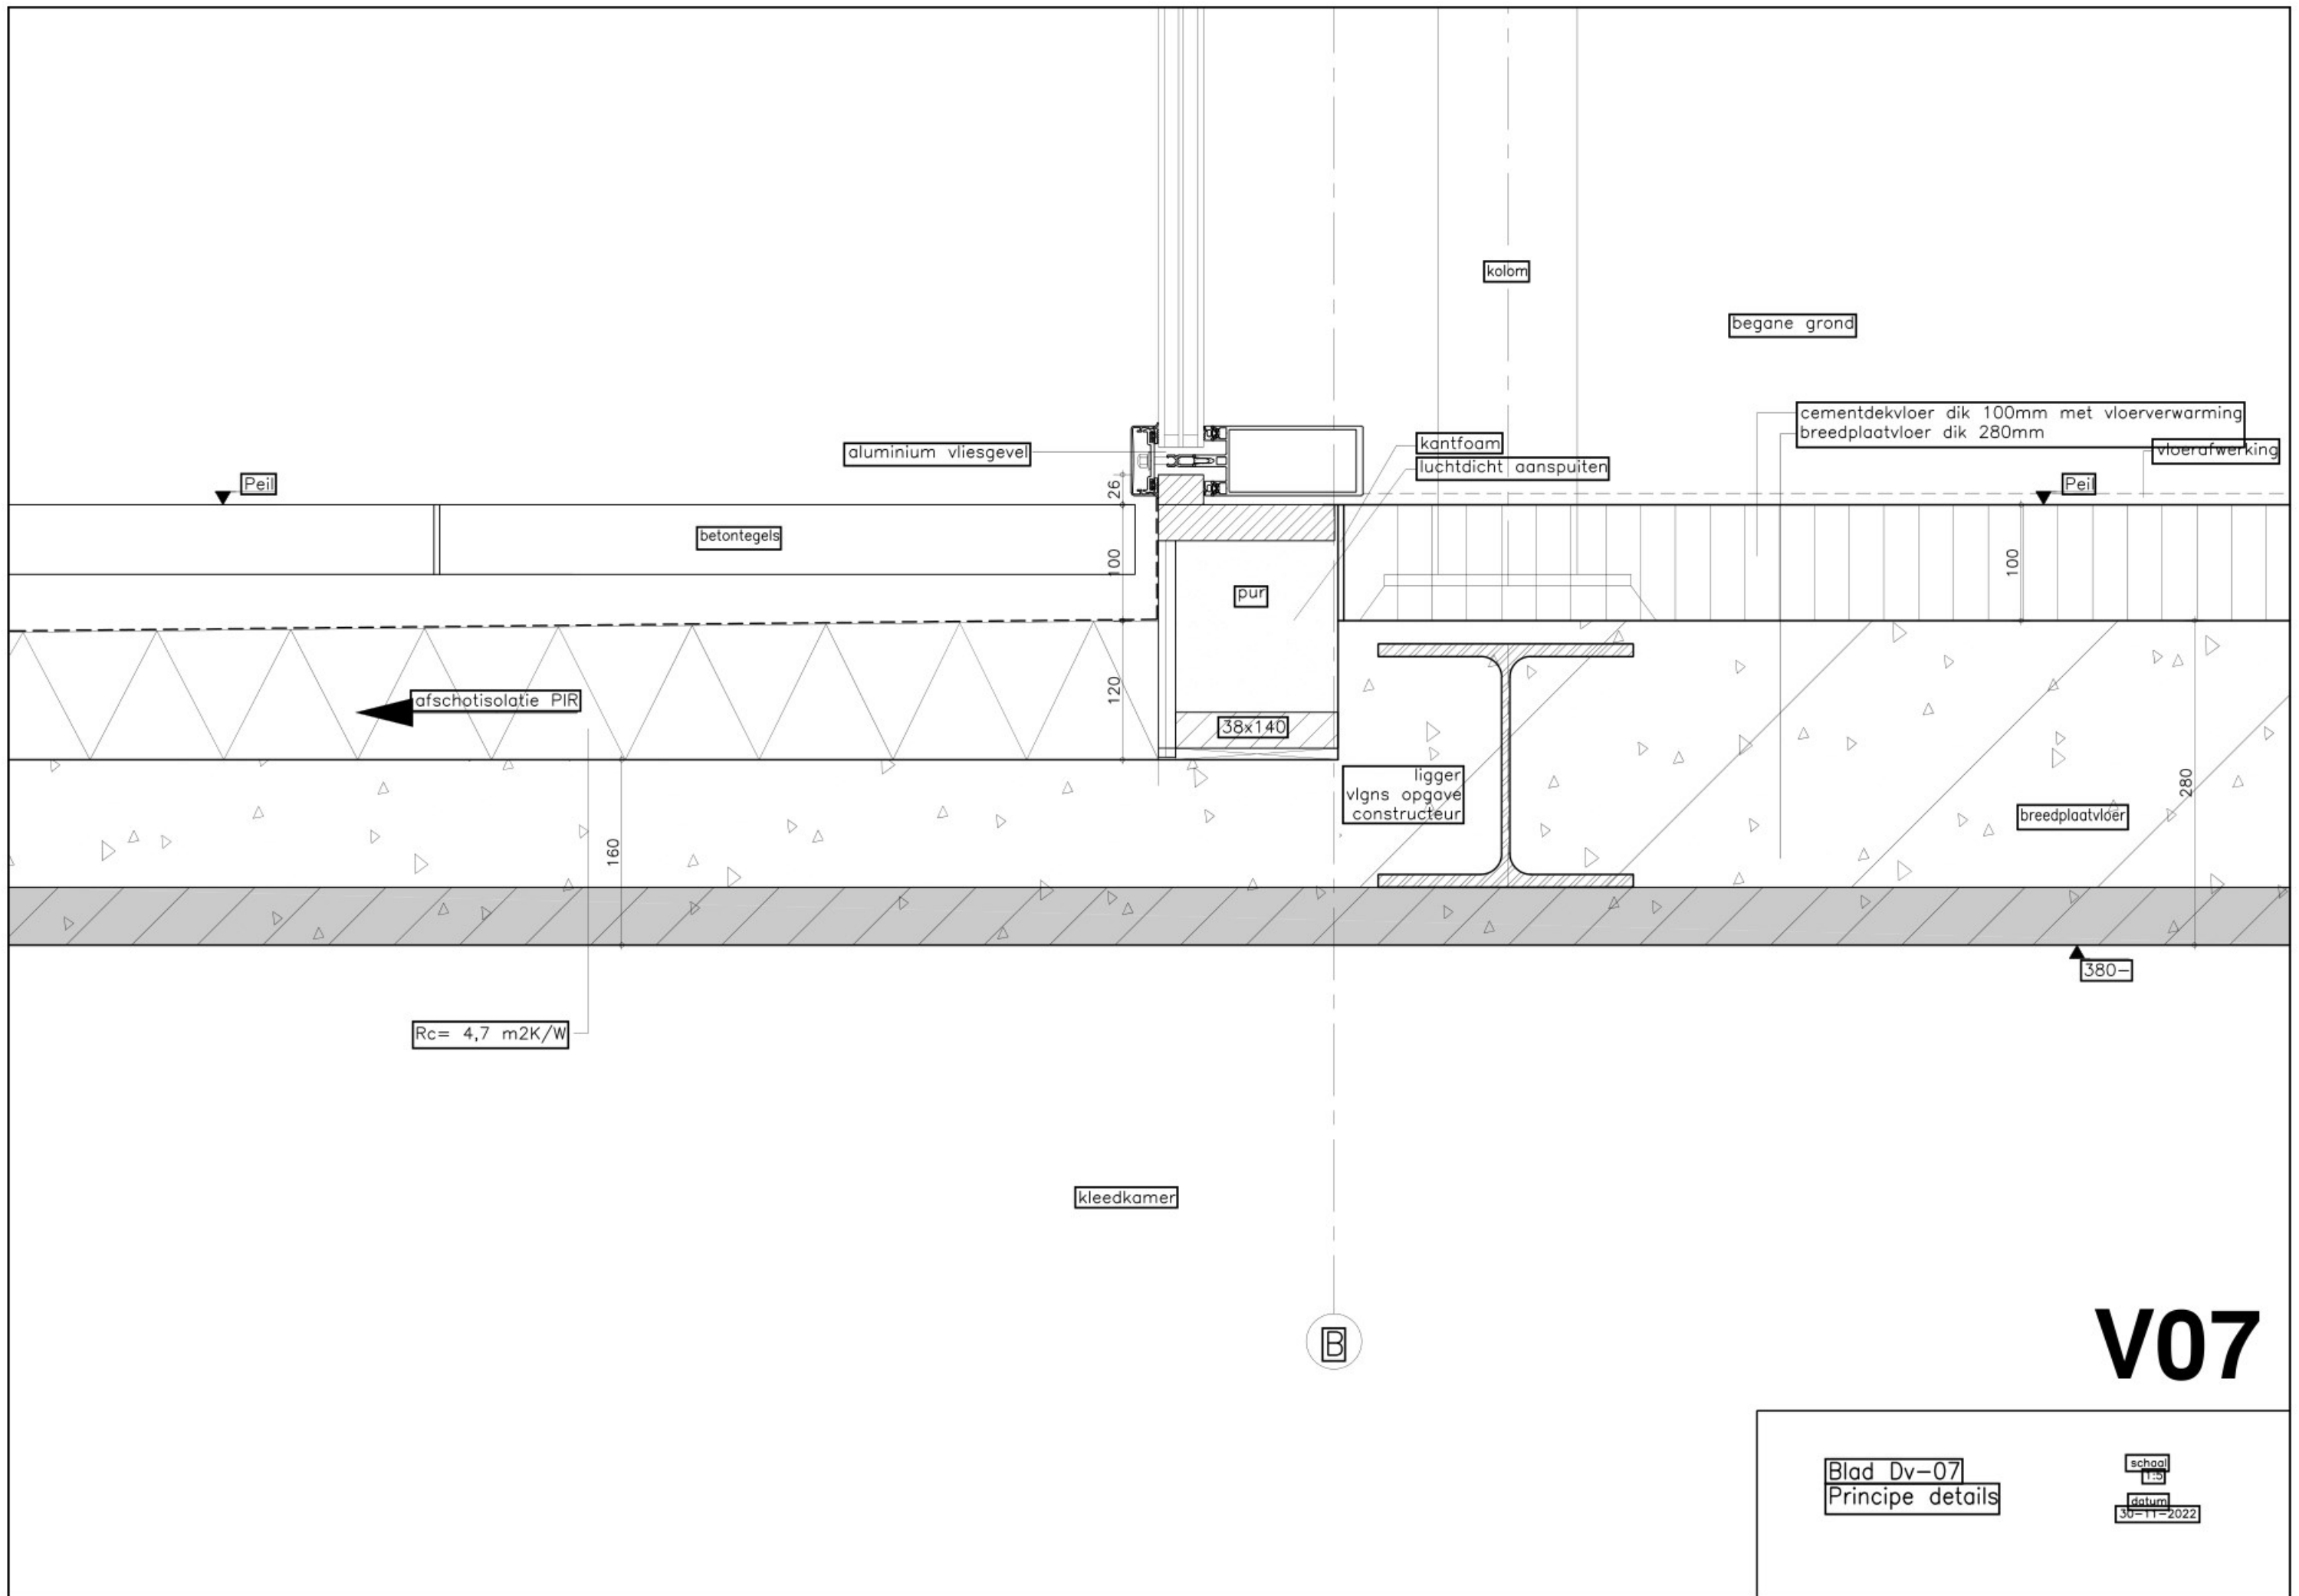 kolom
begane grond
cementdekvloer dik 100mm met vloerverwarming
breedplaatvloer dik 280mm
aluminium vliesgevel
kantfoam
luchtdicht aanspuiten
vloerafwerking
Peil
Peil
26
betontegels
100
100
pur
afschotisolatie PIR
120
38x140
ligger
vlgns opgave
constructeur
280
breedplaatvloer
160
380-
Rc= 4,7 m2K/W
kleedkamer
B
V07
Blad Dv-07
Principe details
schaal
1:5
datum
30-11-2022